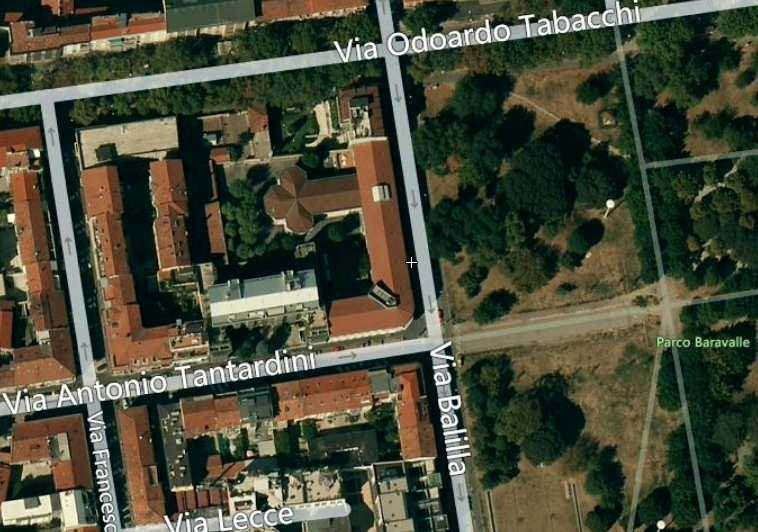 Via Odoardo Tabacchi
Parco Baravalle
Via Antonio Tantardini
Via Balilla
Via Francesc
Via Lecce